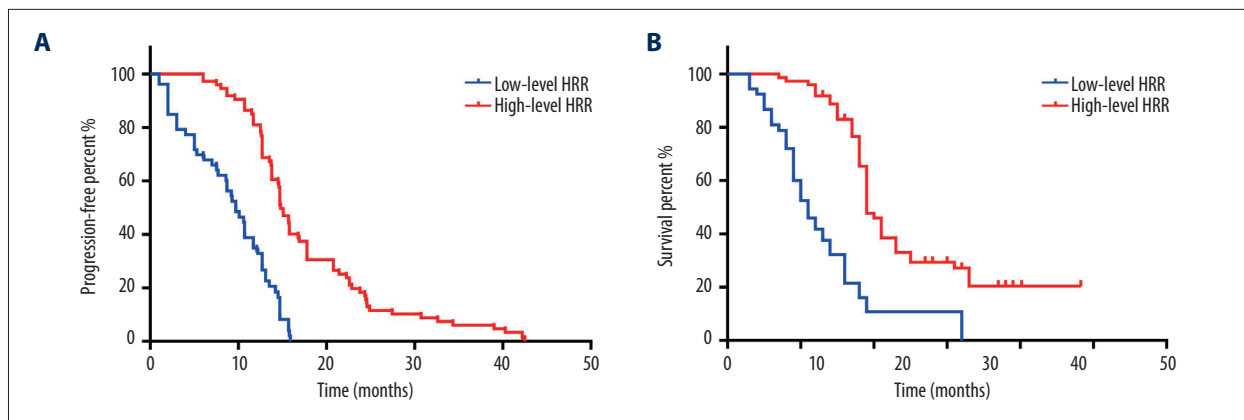 A
B
100
80
60
40
20
0
Progression-free percent %
Low-level HRR
High-level HRR
0 10 20 30 40 50
Time (months)
100
80
60
40
20
0
Survival percent %
Low-level HRR
High-level HRR
0 10 20 30 40 50
Time (months)